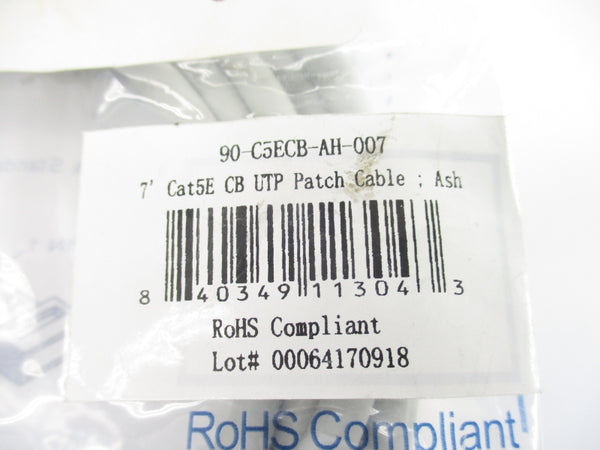 90-C5ECB-AH-007
7' Cat5E CB UTP Patch Cable ; Ash
8 40349 11304 3
RoHS Compliant
Lot# 00064170918
RoHS Compliant